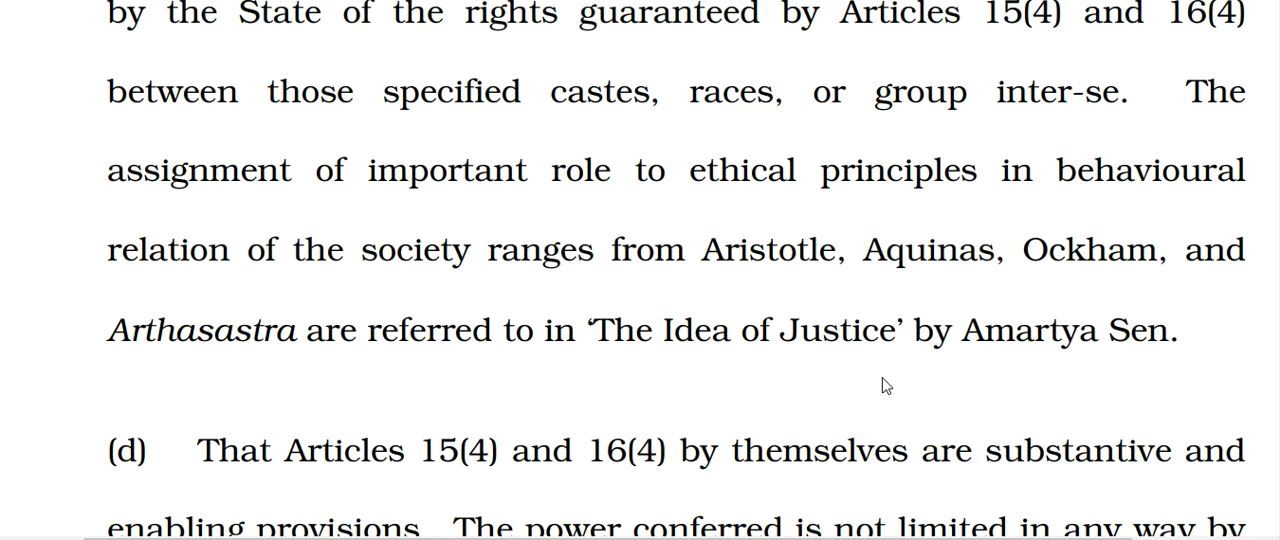 by the State of the rights guaranteed by Articles 15(4) and 16(4)
between those specified castes, races, or group inter-se. The
assignment of important role to ethical principles in behavioural
relation of the society ranges from Aristotle, Aquinas, Ockham, and
Arthasastra are referred to in ‘The Idea of Justice’ by Amartya Sen.
(d) That Articles 15(4) and 16(4) by themselves are substantive and
enabling provisions. The power conferred is not limited in any way by